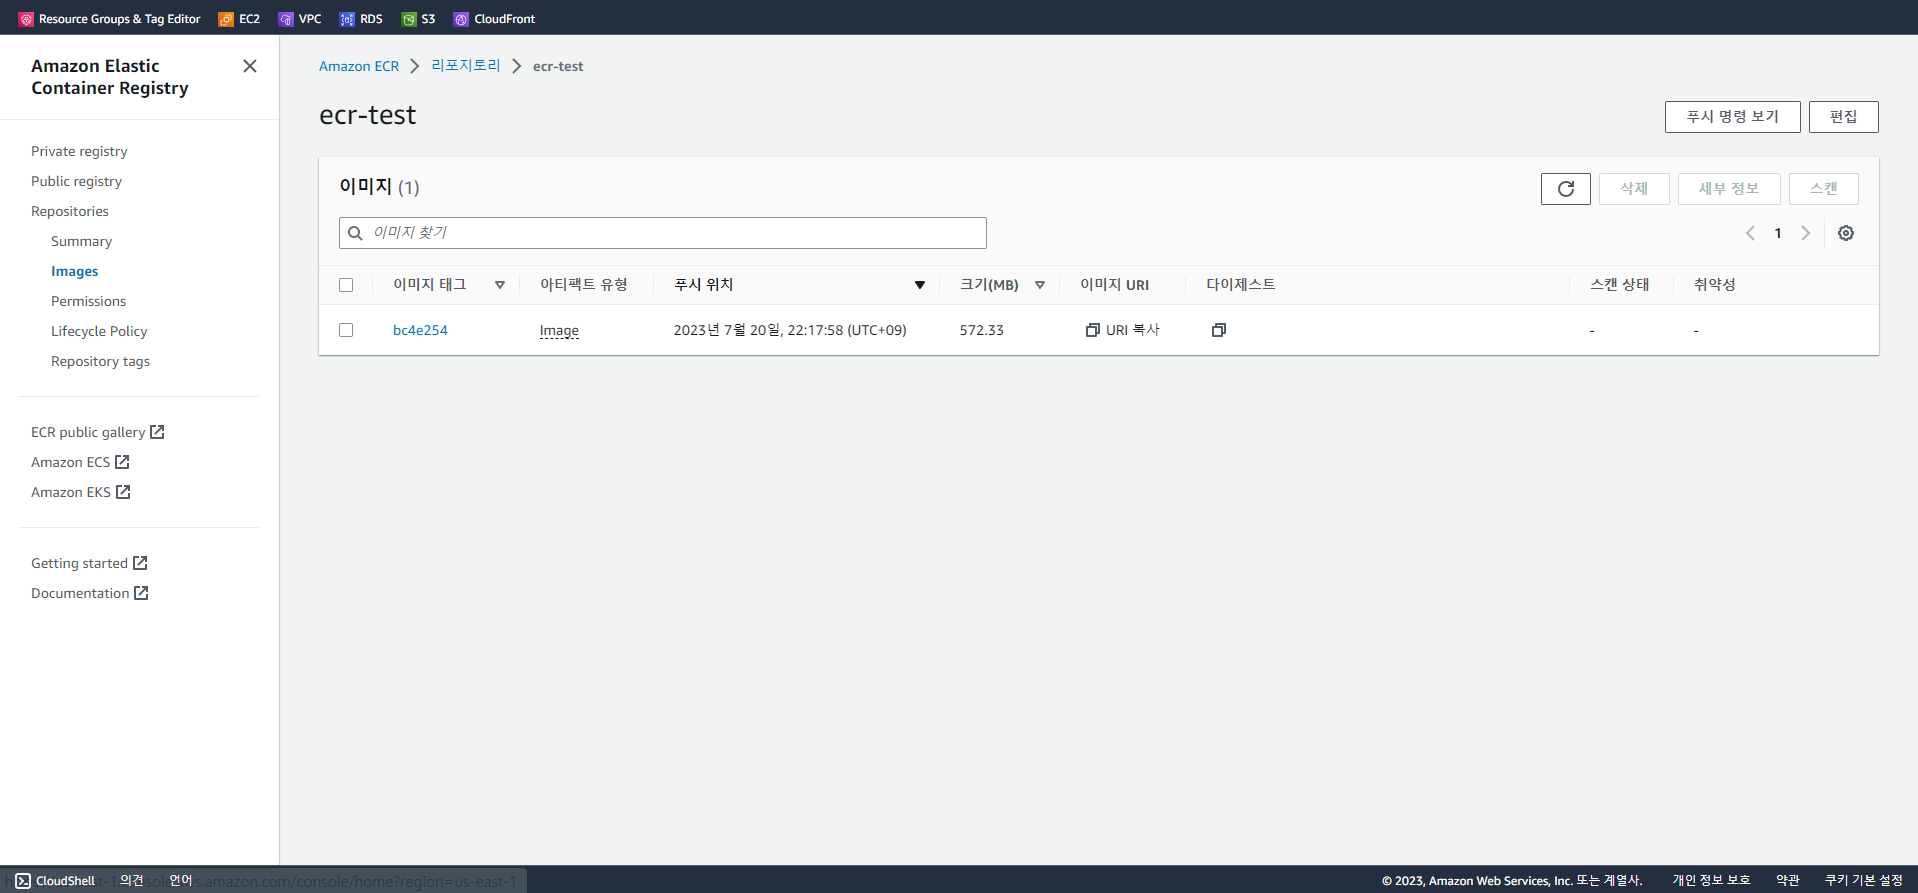 Resource Groups & Tag Editor EC2 VPC RDS S3 CloudFront
Amazon Elastic
Container Registry
Private registry
Public registry
Repositories
Summary
Images
Permissions
Lifecycle Policy
Repository tags
ECR public gallery
Amazon ECS
Amazon EKS
Getting started
Documentation
Amazon ECR 리포지토리 ecr-test
ecr-test
푸시 명령 보기 편집
이미지 (1)
삭제 세부 정보 스캔
이미지 찾기
1
이미지 태그 아티팩트 유형 푸시 위치 크기(MB) 이미지 URI 다이제스트 스캔 상태 취약성
bc4e254 Image 2023년 7월 20일, 22:17:58 (UTC+09) 572.33 URI 복사 - -
CloudShell 의견 언어 s.amazon.com/console/home?region=us-east-1
© 2023, Amazon Web Services, Inc. 또는 계열사. 개인 정보 보호 약관 쿠키 기본 설정